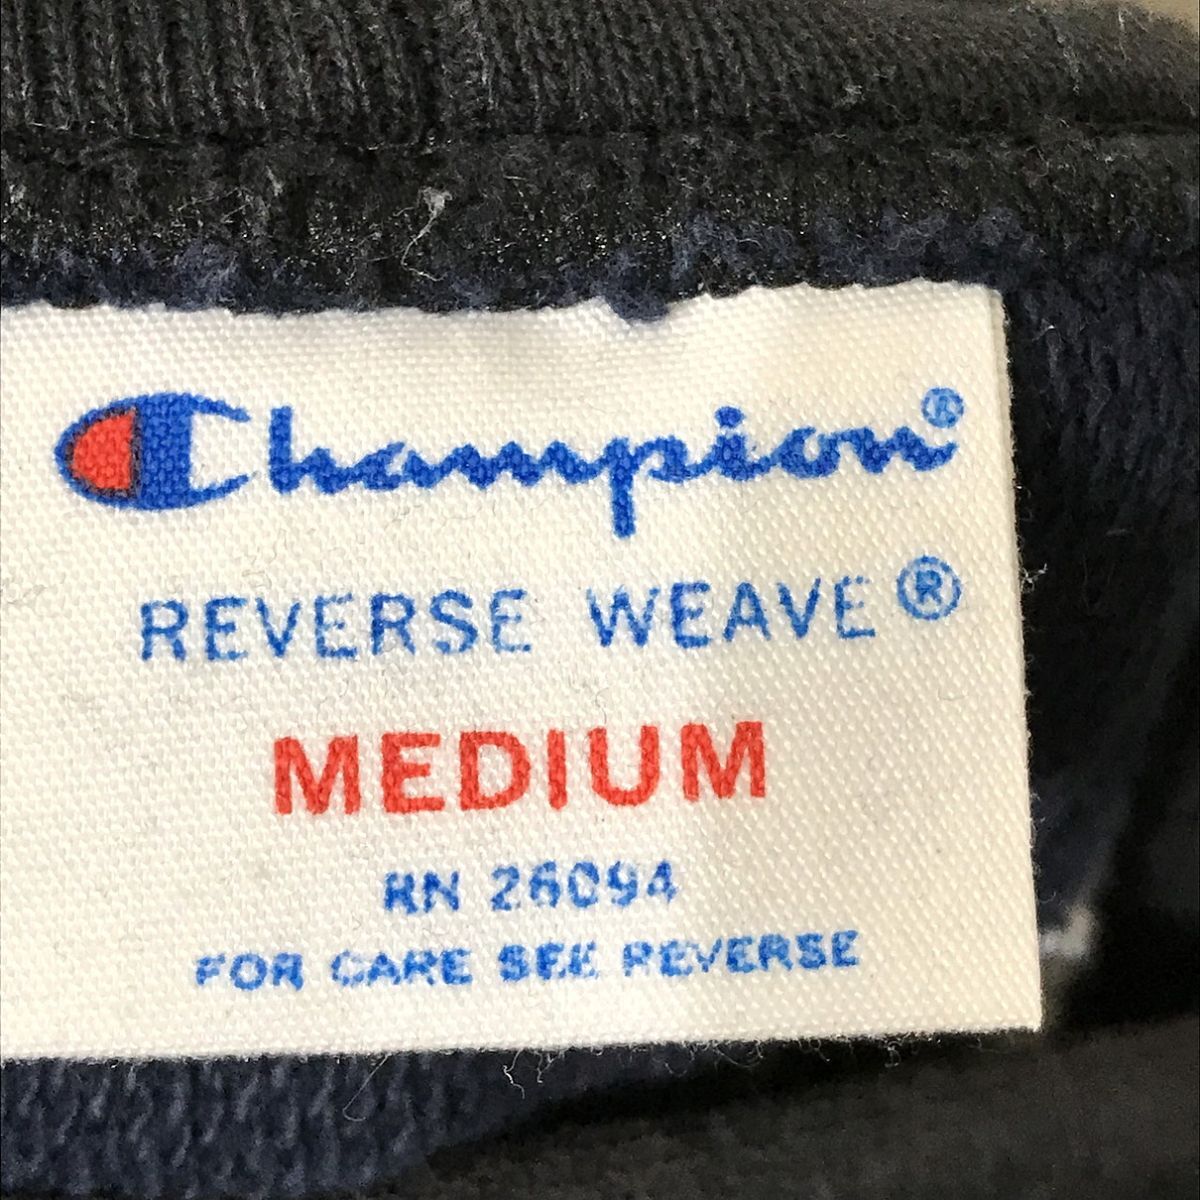 Champion®
REVERSE WEAVE®
MEDIUM
RN 26094
FOR CARE SEE REVERSE